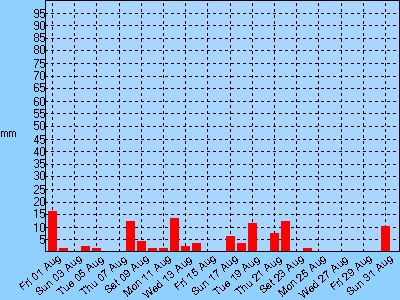 95
90
85
80
75
70
65
60
55
mm
50
45
40
35
30
25
20
15
10
5
Fri 01 Aug
Sun 03 Aug
Tue 05 Aug
Thu 07 Aug
Sat 09 Aug
Mon 11 Aug
Wed 13 Aug
Fri 15 Aug
Sun 17 Aug
Tue 19 Aug
Thu 21 Aug
Sat 23 Aug
Mon 25 Aug
Wed 27 Aug
Fri 29 Aug
Sun 31 Aug